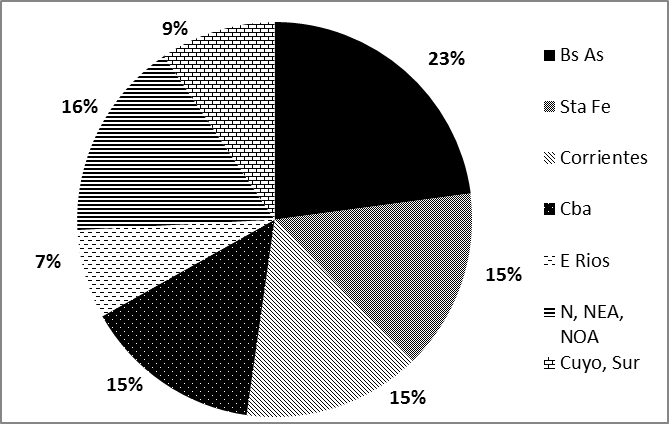 9%
23%
16%
7%
15%
15%
15%
Bs As
Sta Fe
Corrientes
Cba
E Rios
N, NEA,
NOA
Cuyo, Sur